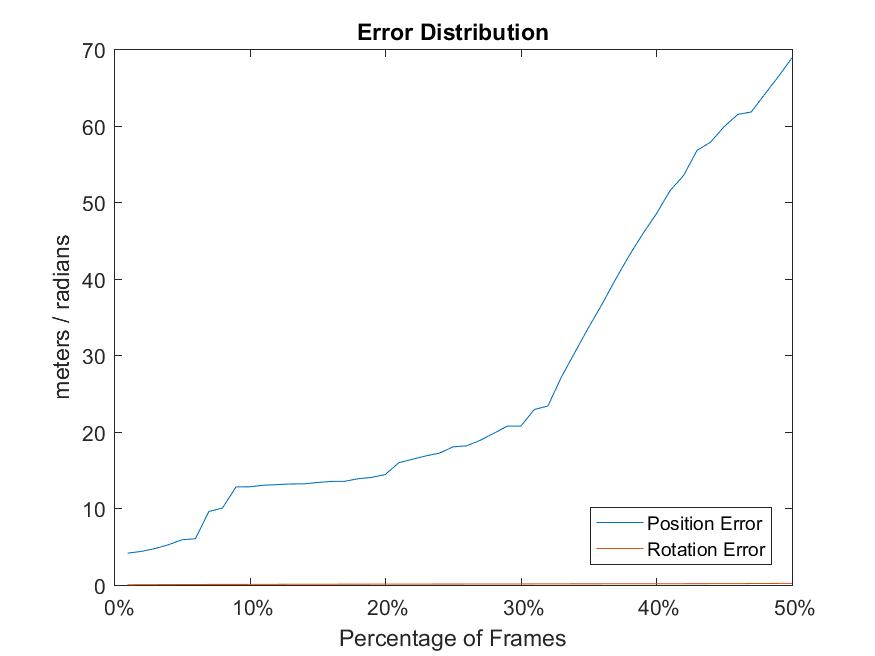 Error Distribution
70
60
50
40
30
20
10
0
meters / radians
Position Error
Rotation Error
0% 10% 20% 30% 40% 50%
Percentage of Frames